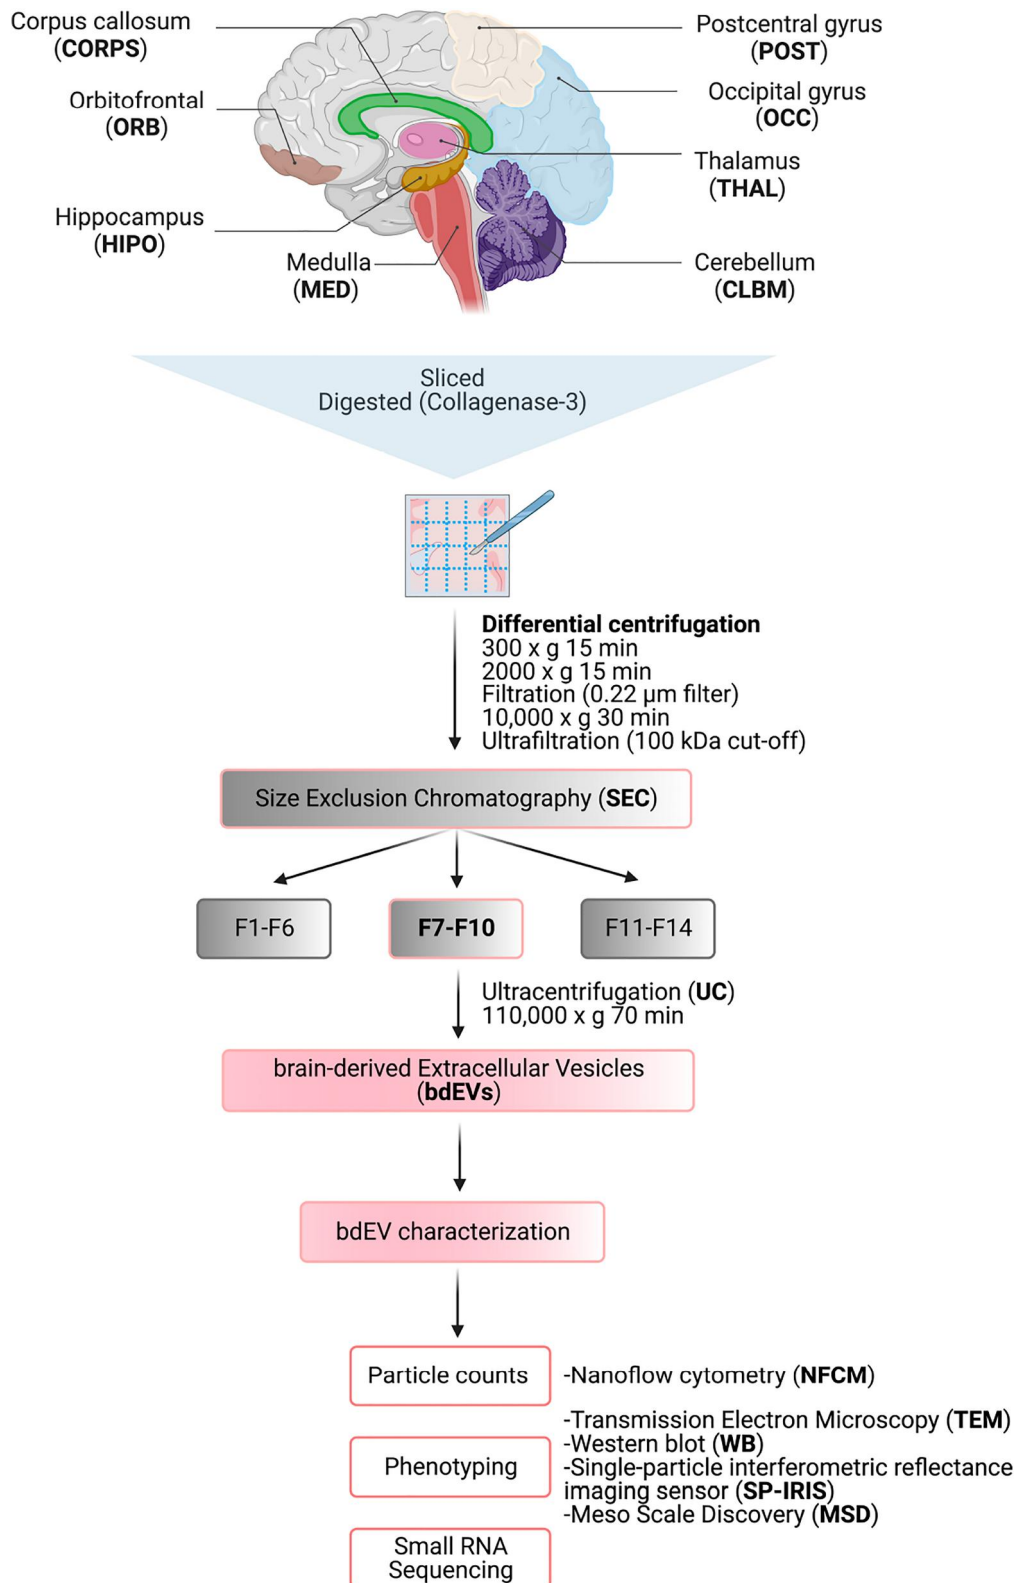 Corpus callosum
(CORPS)
Postcentral gyrus
(POST)
Orbitofrontal
(ORB)
Occipital gyrus
(OCC)
Thalamus
(THAL)
Hippocampus
(HIPO)
Medulla
(MED)
Cerebellum
(CLBM)
Sliced
Digested (Collagenase-3)
Differential centrifugation
300 x g 15 min
2000 x g 15 min
Filtration (0.22 µm filter)
10,000 x g 30 min
Ultrafiltration (100 kDa cut-off)
Size Exclusion Chromatography (SEC)
F1-F6
F7-F10
F11-F14
Ultracentrifugation (UC)
110,000 x g 70 min
brain-derived Extracellular Vesicles
(bdEVs)
bdEV characterization
Particle counts
-Nanoflow cytometry (NFCM)
Phenotyping
-Transmission Electron Microscopy (TEM)
-Western blot (WB)
-Single-particle interferometric reflectance
imaging sensor (SP-IRIS)
-Meso Scale Discovery (MSD)
Small RNA
Sequencing